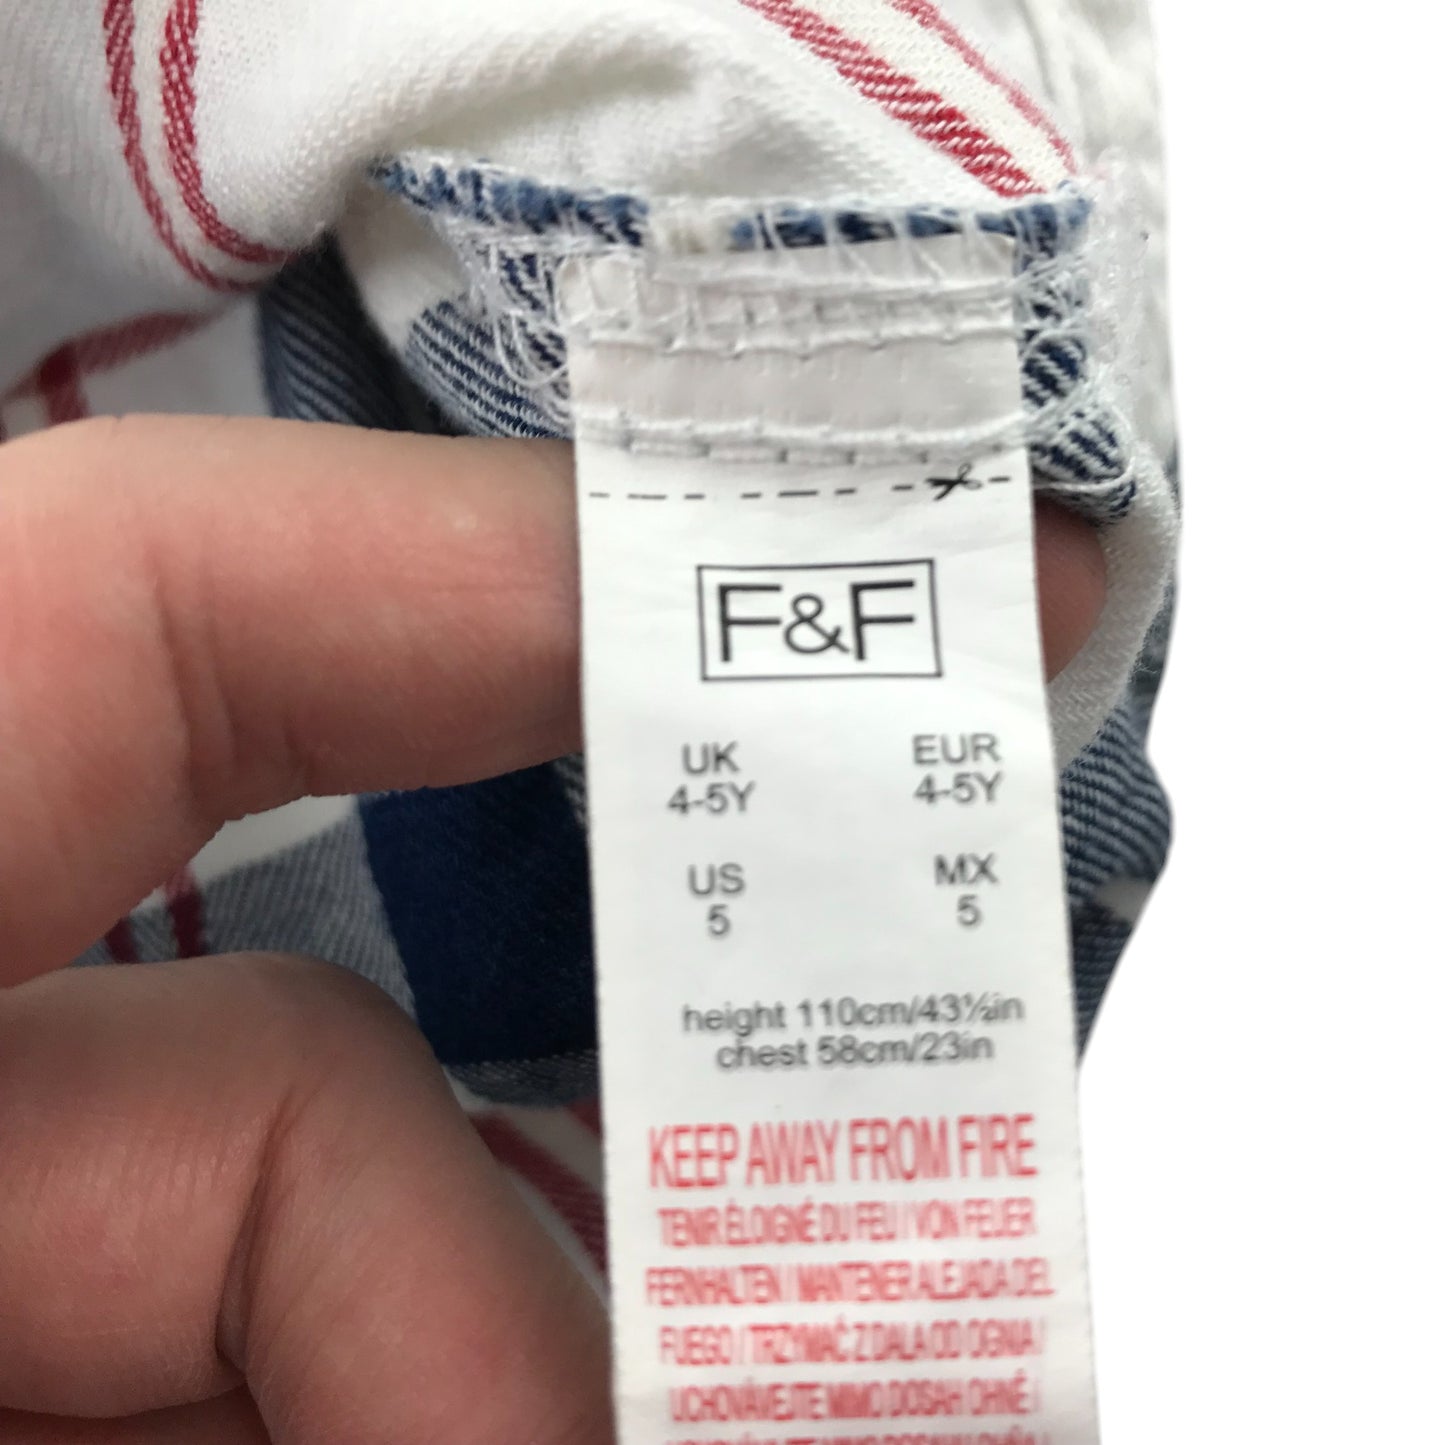 F&F
UK EUR
4-5Y 4-5Y
US MX
5 5
height 110cm/43½in
chest 58cm/23in
KEEP AWAY FROM FIRE
TENIR ÉLOIGNÉ DU FEU / VON FEUER
FERNHALTEN / MANTENER ALEJADA DEL
FUEGO / TRZYMAĆ Z DALA OD OGNIA /
UCHOVÁVEJTE MIMO DOSAH OHNĚ /